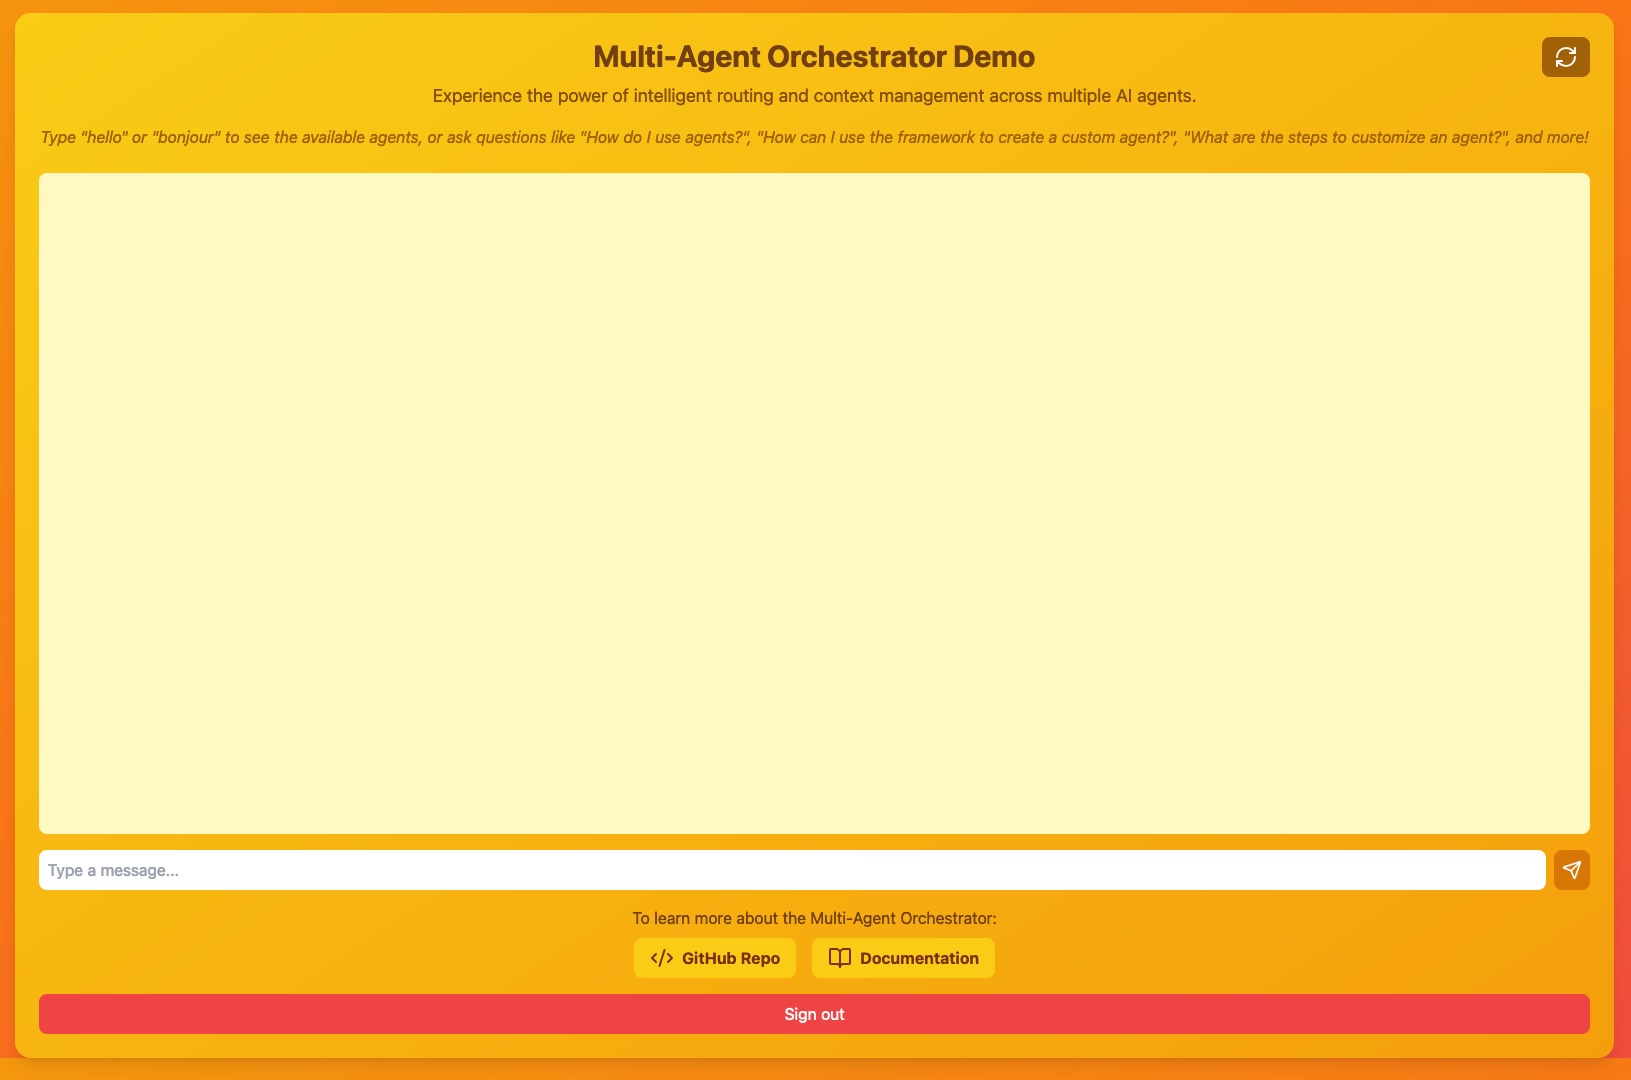 Multi-Agent Orchestrator Demo
Experience the power of intelligent routing and context management across multiple AI agents.
Type "hello" or "bonjour" to see the available agents, or ask questions like "How do I use agents?", "How can I use the framework to create a custom agent?", "What are the steps to customize an agent?", and more!
Type a message...
To learn more about the Multi-Agent Orchestrator:
GitHub Repo
Documentation
Sign out